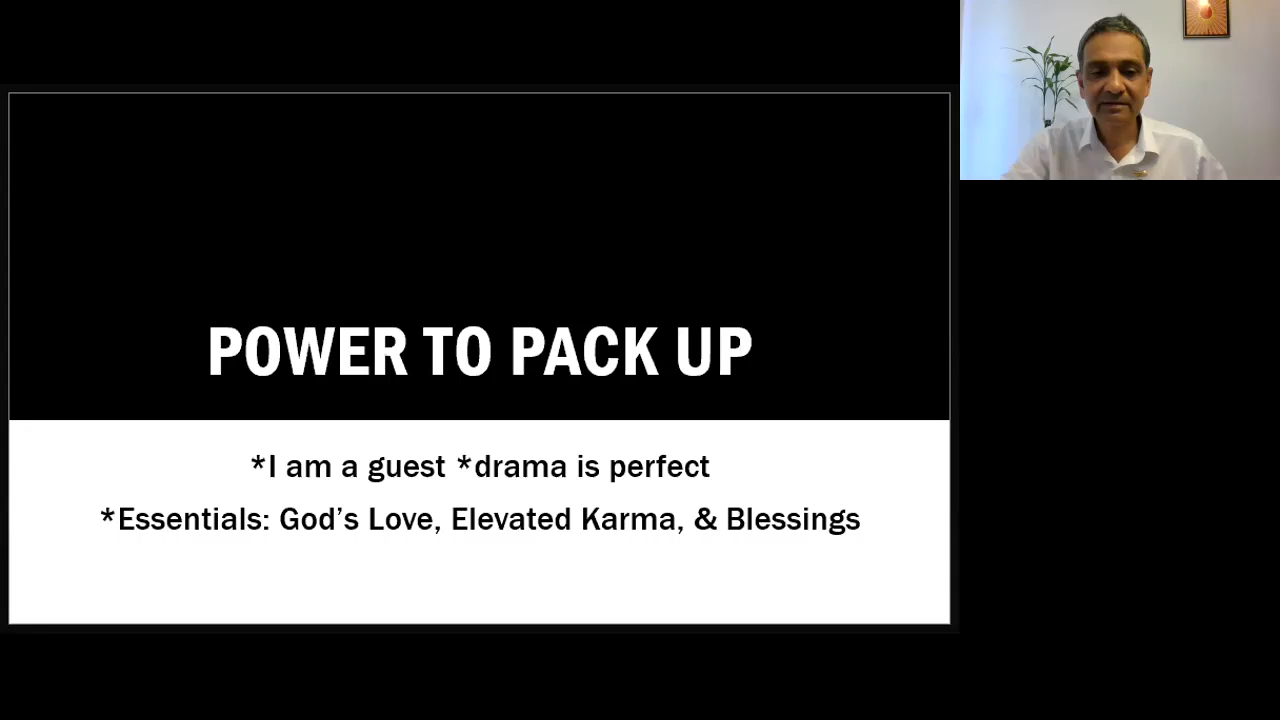 POWER TO PACK UP
*I am a guest *drama is perfect
*Essentials: God’s Love, Elevated Karma, & Blessings